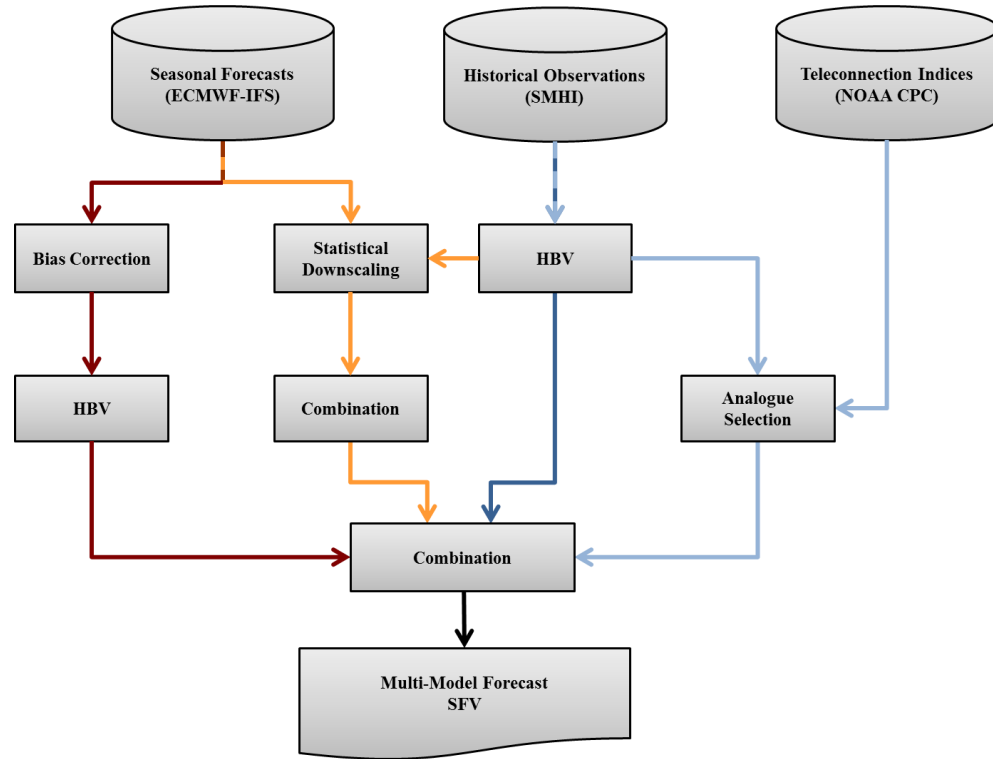 Seasonal Forecasts
(ECMWF-IFS)
Historical Observations
(SMHI)
Teleconnection Indices
(NOAA CPC)
Bias Correction
Statistical
Downscaling
HBV
HBV
Combination
Analogue
Selection
Combination
Multi-Model Forecast
SFV